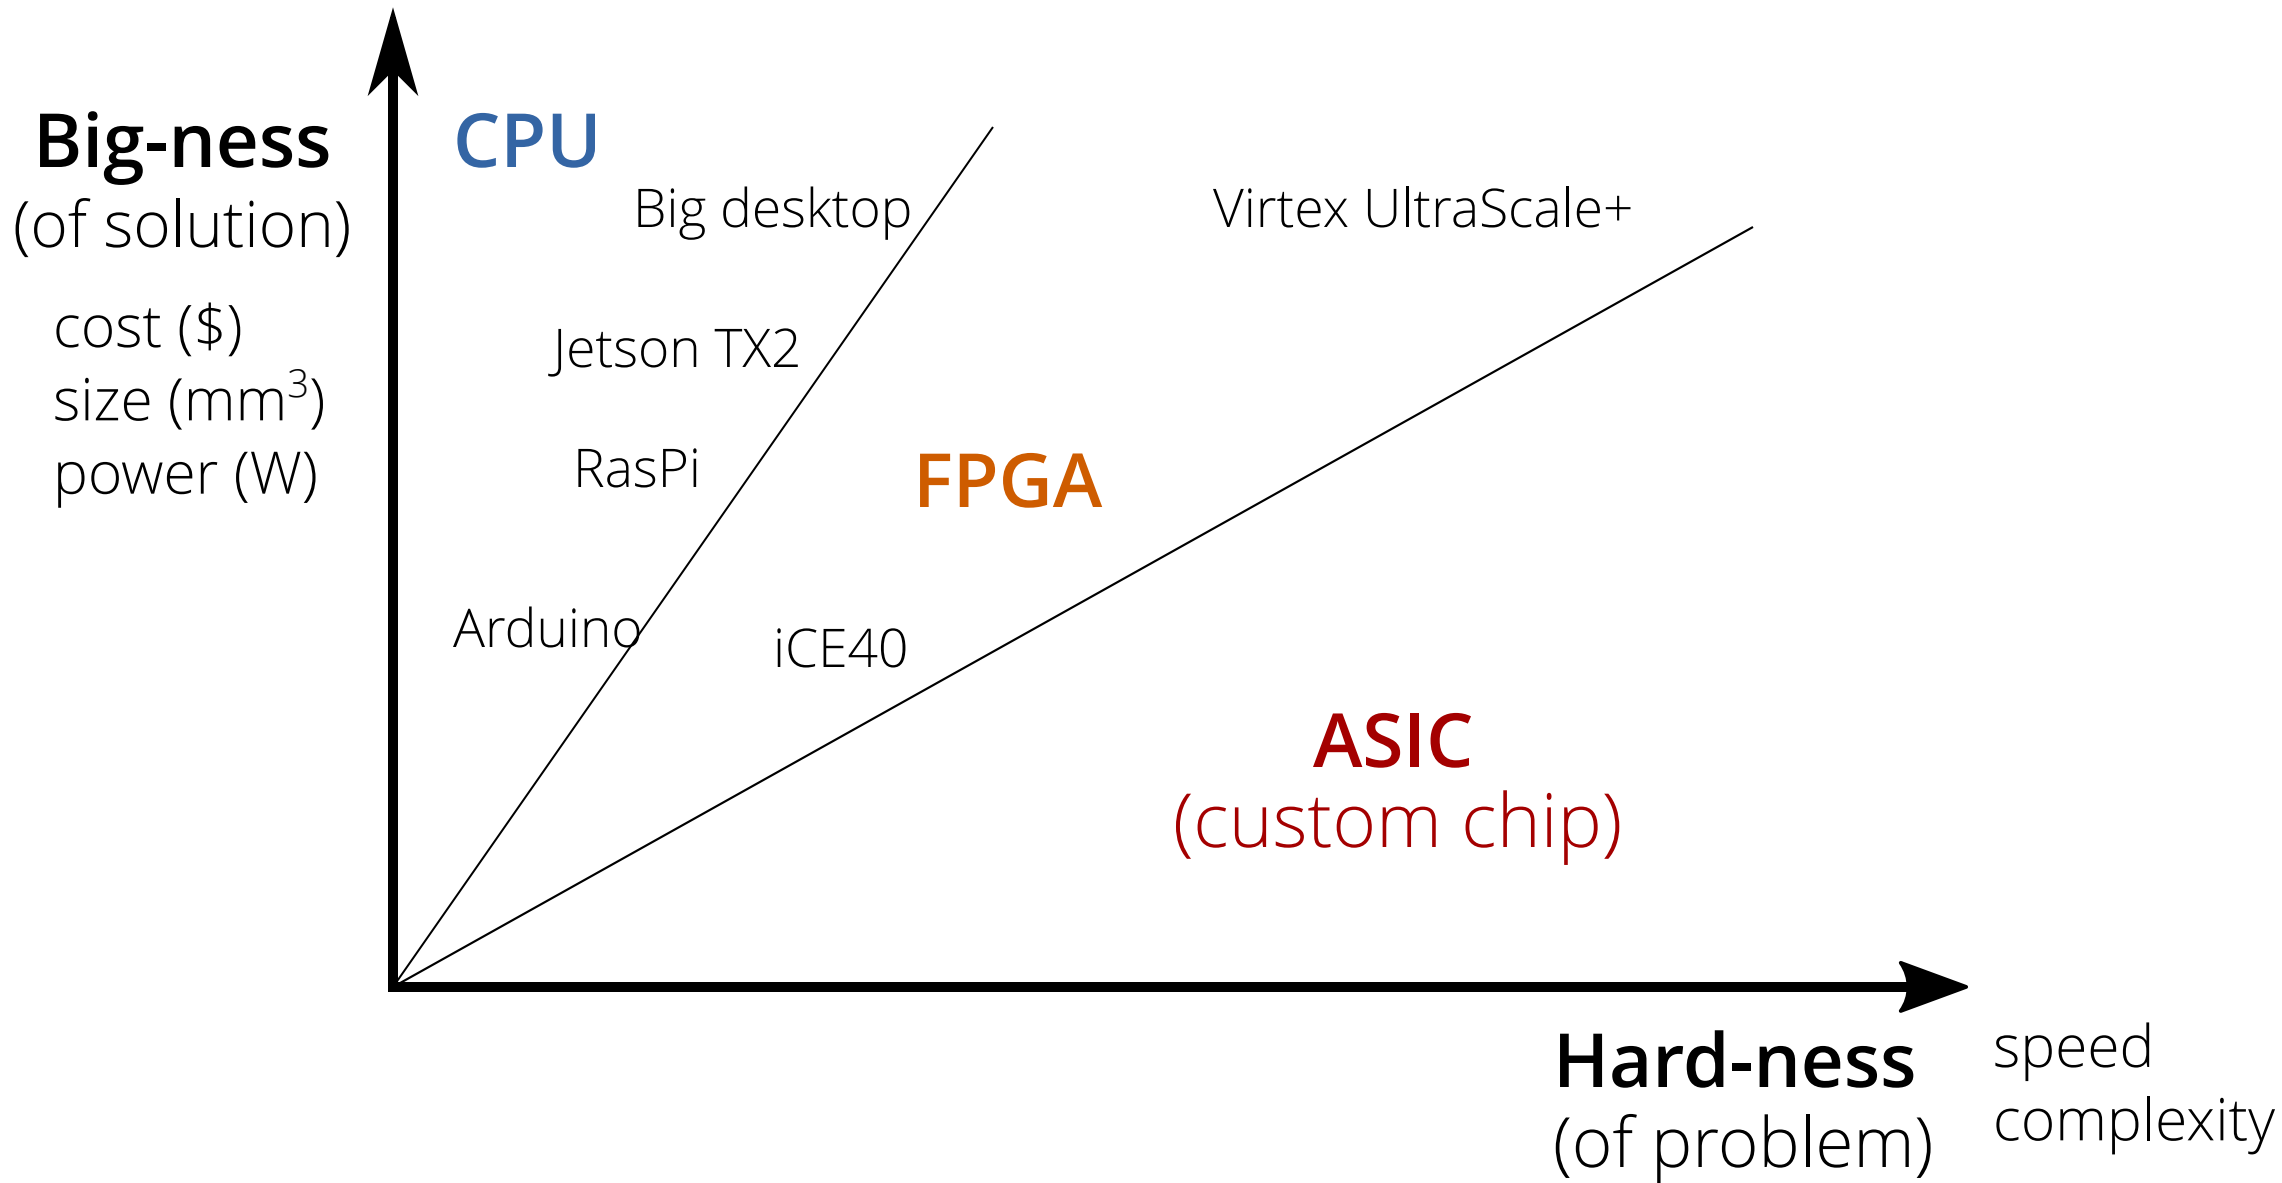 Big-ness
(of solution)
cost ($)
size (mm³)
power (W)
CPU
Big desktop
Jetson TX2
RasPi
Arduino
Virtex UltraScale+
FPGA
iCE40
ASIC
(custom chip)
Hard-ness
(of problem)
speed
complexity